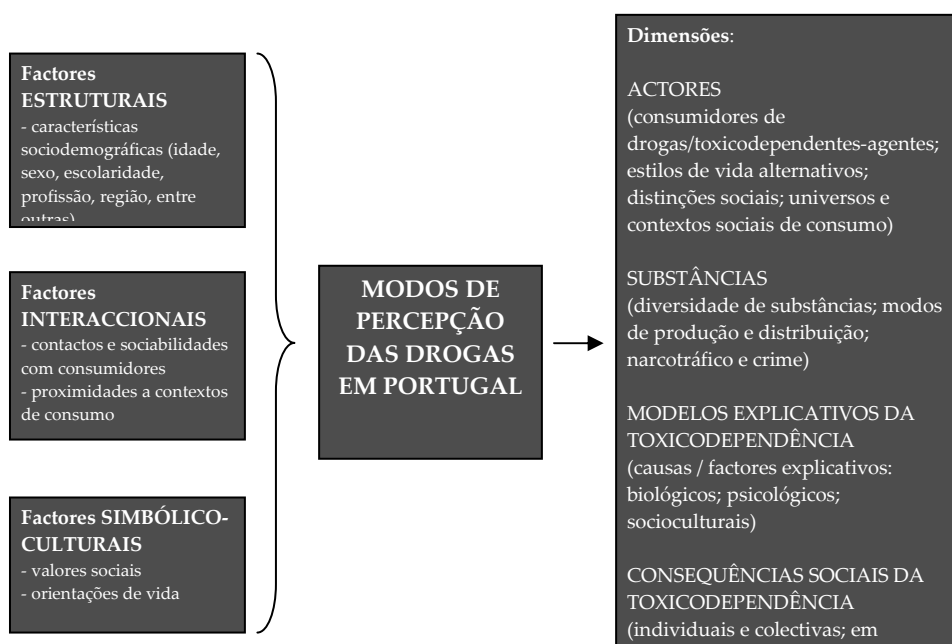 Factores
ESTRUTURAIS
- características
sociodemográficas (idade,
sexo, escolaridade,
profissão, região, entre
outras)
Factores
INTERACCIONAIS
- contactos e sociabilidades
com consumidores
- proximidades a contextos
de consumo
Factores SIMBÓLICO-
CULTURAIS
- valores sociais
- orientações de vida
MODOS DE
PERCEPÇÃO
DAS DROGAS
EM PORTUGAL
Dimensões:
ACTORES
(consumidores de
drogas/toxicodependentes-agentes;
estilos de vida alternativos;
distinções sociais; universos e
contextos sociais de consumo)
SUBSTÂNCIAS
(diversidade de substâncias; modos
de produção e distribuição;
narcotráfico e crime)
MODELOS EXPLICATIVOS DA
TOXICODEPENDÊNCIA
(causas / factores explicativos:
biológicos; psicológicos;
socioculturais)
CONSEQUÊNCIAS SOCIAIS DA
TOXICODEPENDÊNCIA
(individuais e colectivas; em